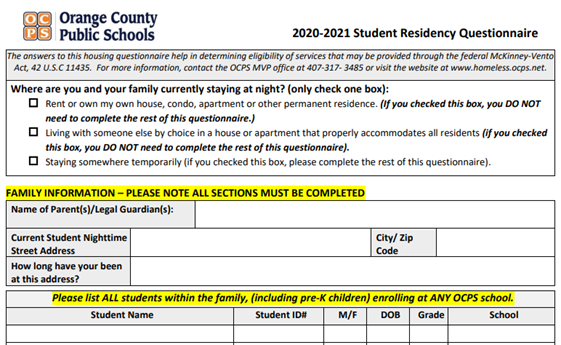 OC
PS
Orange County
Public Schools
2020-2021 Student Residency Questionnaire
The answers to this housing questionnaire help in determining eligibility of services that may be provided through the federal McKinney-Vento
Act, 42 U.S.C 11435. For more information, contact the OCPS MVP office at 407-317- 3485 or visit the website at www.homeless.ocps.net.
Where are you and your family currently staying at night? (only check one box):
Rent or own my own house, condo, apartment or other permanent residence. (If you checked this box, you DO NOT
need to complete the rest of this questionnaire.)
Living with someone else by choice in a house or apartment that properly accommodates all residents (if you checked
this box, you DO NOT need to complete the rest of this questionnaire).
Staying somewhere temporarily (if you checked this box, please complete the rest of this questionnaire).
FAMILY INFORMATION – PLEASE NOTE ALL SECTIONS MUST BE COMPLETED
Name of Parent(s)/Legal Guardian(s):
Current Student Nighttime
Street Address
City/ Zip
Code
How long have your been
at this address?
Please list ALL students within the family, (including pre-K children) enrolling at ANY OCPS school.
Student Name Student ID# M/F DOB Grade School